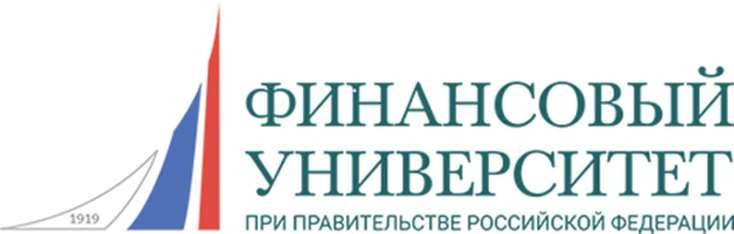 1919
ФИНАНСОВЫЙ
УНИВЕРСИТЕТ
ПРИ ПРАВИТЕЛЬСТВЕ РОССИЙСКОЙ ФЕДЕРАЦИИ